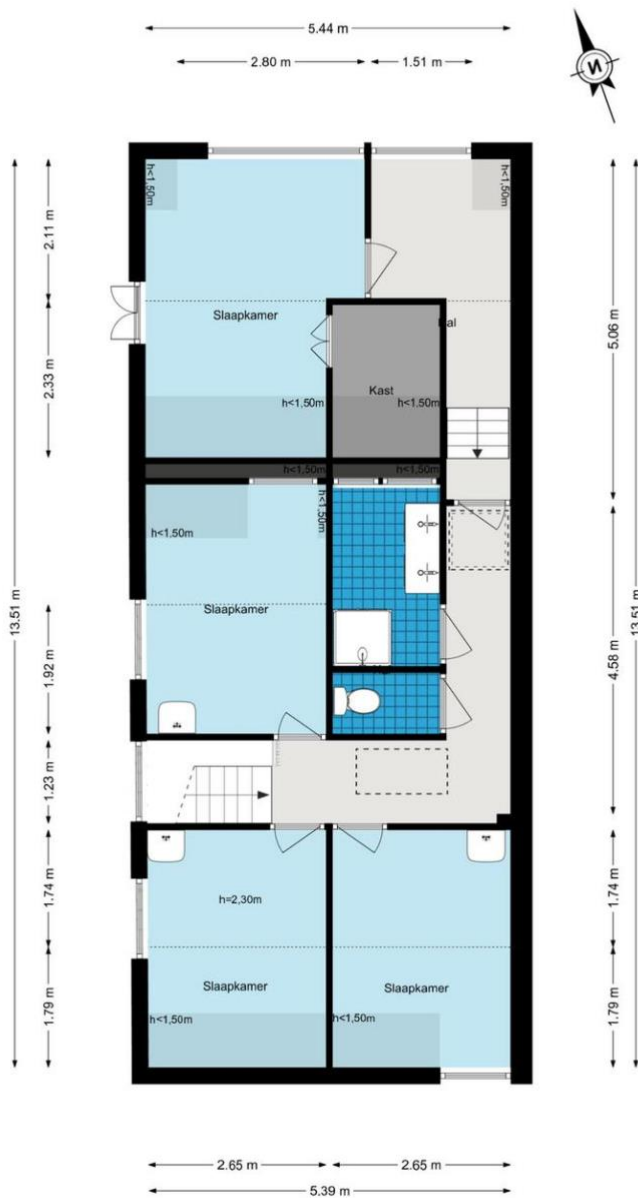 5.44 m
2.80 m
1.51 m
N
h<1,50m
h<1,50m
2.11 m
2.33 m
13.51 m
Slaapkamer
Kast
h<1,50m
h<1,50m
5.06 m
h<1,50m
h<1,50m
h<1,50m
h<1,50m
Slaapkamer
13.51 m
4.58 m
1.92 m
1.23 m
1.74 m
1.79 m
h=2,30m
Slaapkamer
Slaapkamer
h<1,50m
h<1,50m
1.74 m
1.79 m
2.65 m
2.65 m
5.39 m